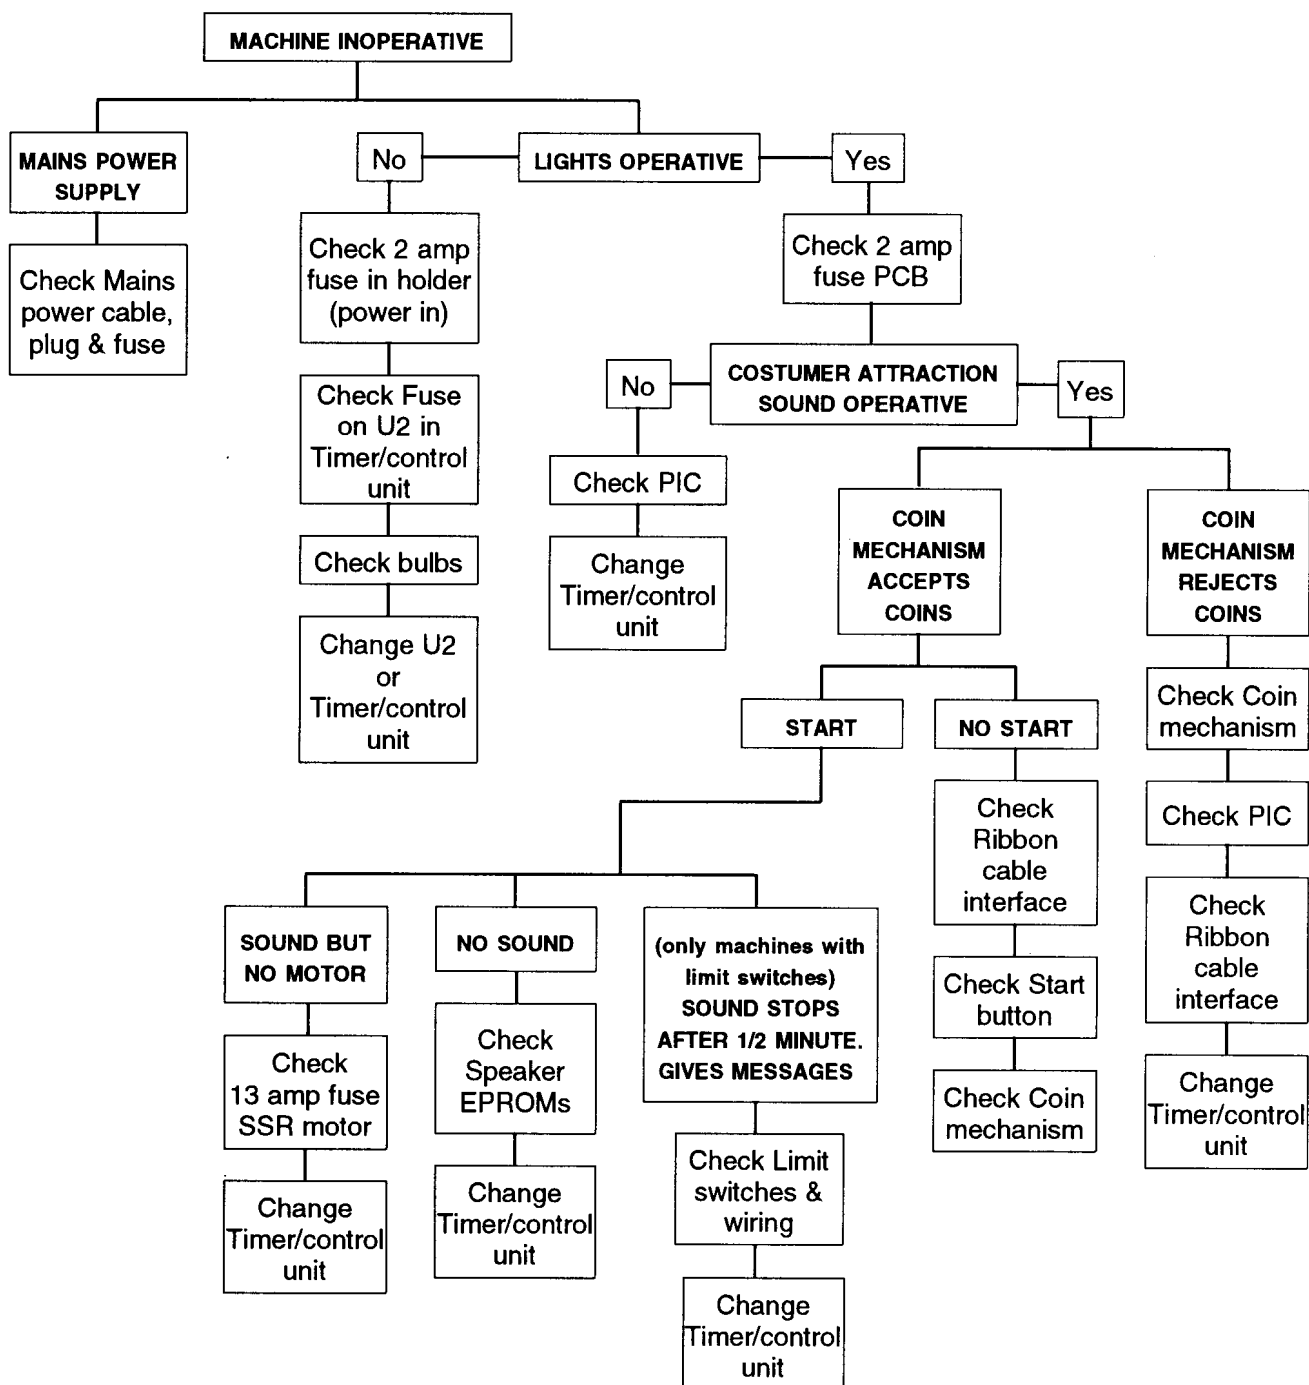 MACHINE INOPERATIVE
MAINS POWER
SUPPLY
Check Mains
power cable,
plug & fuse
No
LIGHTS OPERATIVE
Yes
Check 2 amp
fuse in holder
(power in)
Check Fuse
on U2 in
Timer/control
unit
Check bulbs
Change U2
or
Timer/control
unit
Check 2 amp
fuse PCB
No
COSTUMER ATTRACTION
SOUND OPERATIVE
Yes
Check PIC
Change
Timer/control
unit
COIN
MECHANISM
ACCEPTS
COINS
COIN
MECHANISM
REJECTS
COINS
START
NO START
Check Coin
mechanism
Check PIC
Check
Ribbon
cable
interface
Change
Timer/control
unit
Check
Ribbon
cable
interface
Check Start
button
Check Coin
mechanism
SOUND BUT
NO MOTOR
Check
13 amp fuse
SSR motor
Change
Timer/control
unit
NO SOUND
Check
Speaker
EPROMs
Change
Timer/control
unit
(only machines with
limit switches)
SOUND STOPS
AFTER 1/2 MINUTE.
GIVES MESSAGES
Check Limit
switches &
wiring
Change
Timer/control
unit